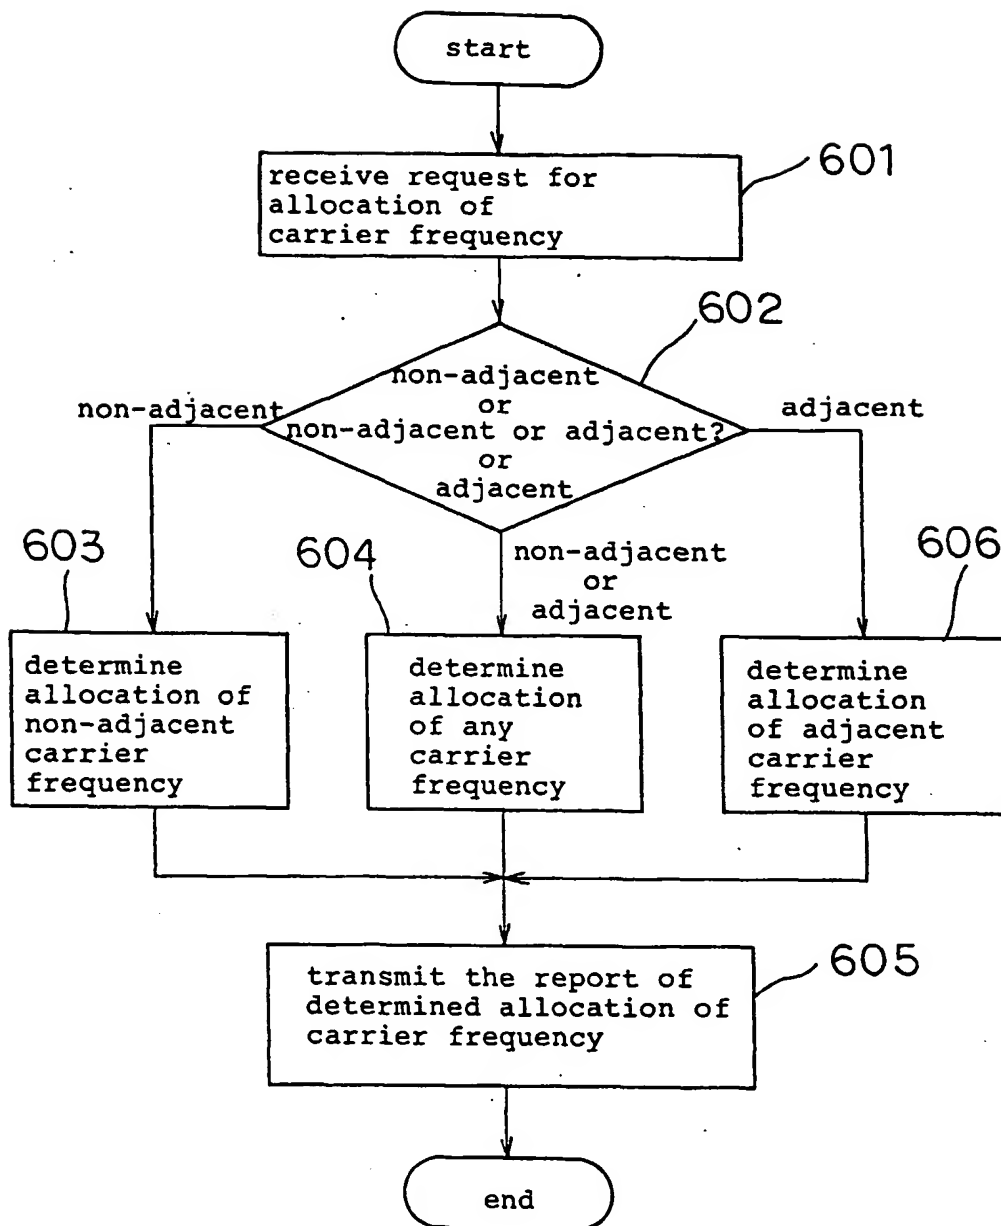 start
601
receive request for
allocation of
carrier frequency
602
non-adjacent
or
non-adjacent or adjacent?
or
adjacent
non-adjacent
adjacent
non-adjacent
or
adjacent
603
determine
allocation of
non-adjacent
carrier
frequency
604
determine
allocation
of any
carrier
frequency
606
determine
allocation
of adjacent
carrier
frequency
605
transmit the report of
determined allocation of
carrier frequency
end